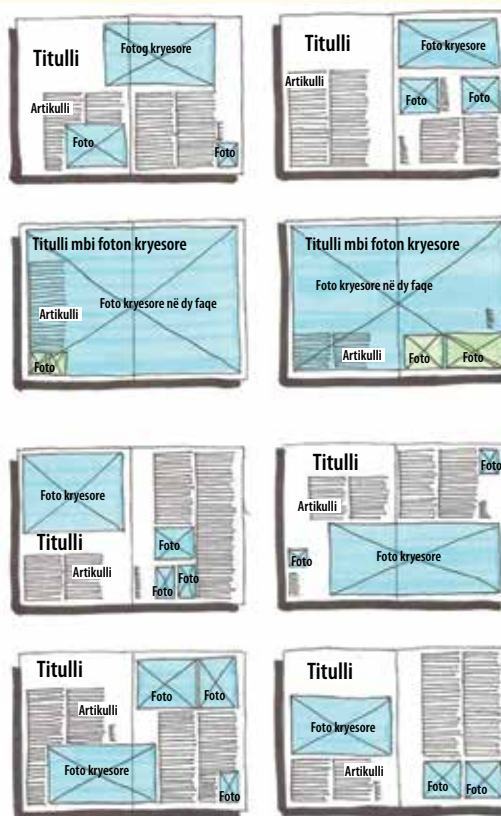 Titulli
Fotog kryesore
Artikulli
Foto
Foto
Titulli
Foto kryesore
Artikulli
Foto
Foto
Titulli mbi foton kryesore
Foto kryesore në dy faqe
Artikulli
Foto
Titulli mbi foton kryesore
Foto kryesore në dy faqe
Artikulli
Foto
Foto
Foto kryesore
Titulli
Artikulli
Foto
Foto
Foto
Titulli
Foto
Artikulli
Foto
Foto kryesore
Titulli
Foto
Foto
Artikulli
Foto kryesore
Foto
Titulli
Foto kryesore
Artikulli
Foto
Foto